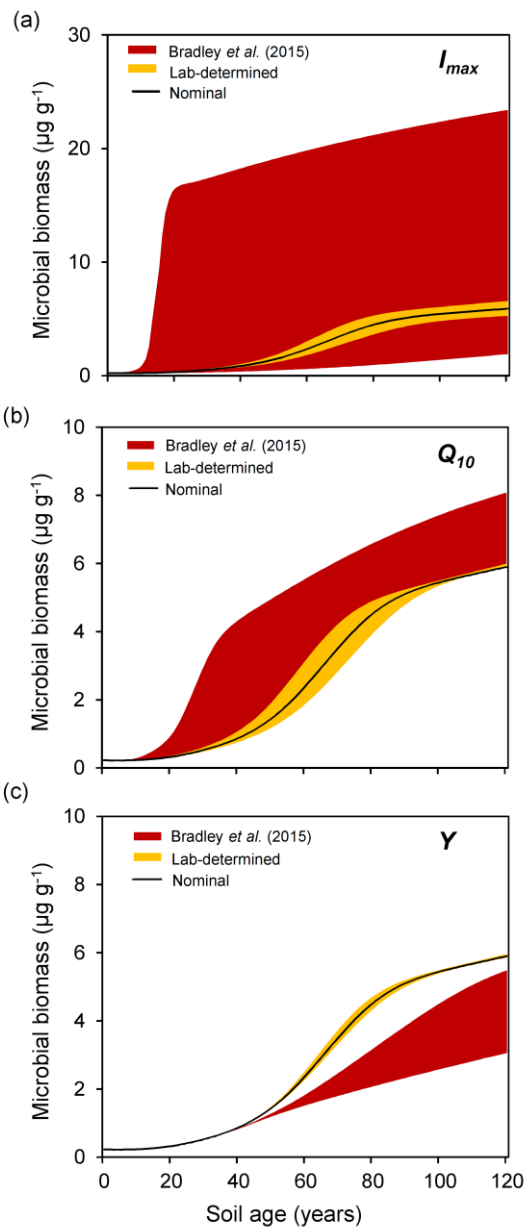 (a)
Bradley et al. (2015)
Lab-determined
Nominal
I_max
Microbial biomass (µg g⁻¹)
30
20
10
0
(b)
Bradley et al. (2015)
Lab-determined
Nominal
Q₁₀
Microbial biomass (µg g⁻¹)
10
8
6
4
2
0
(c)
Bradley et al. (2015)
Lab-determined
Nominal
Y
Microbial biomass (µg g⁻¹)
10
8
6
4
2
0
0 20 40 60 80 100 120
Soil age (years)